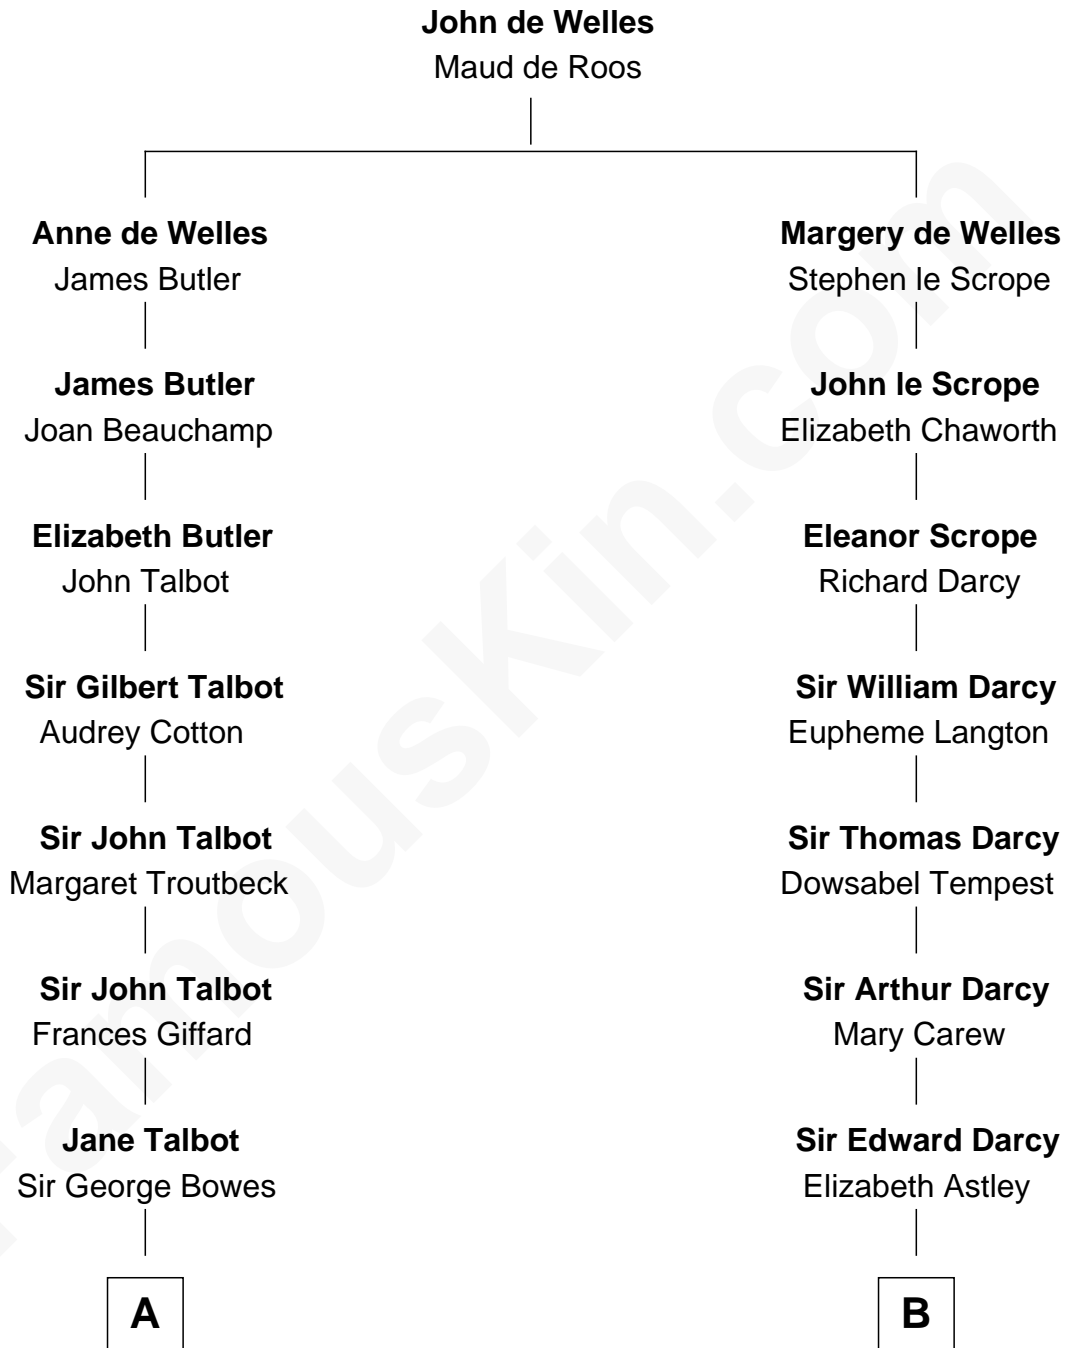 John de Welles
Maud de Roos
Anne de Welles
James Butler
James Butler
Joan Beauchamp
Elizabeth Butler
John Talbot
Sir Gilbert Talbot
Audrey Cotton
Sir John Talbot
Margaret Troutbeck
Sir John Talbot
Frances Giffard
Jane Talbot
Sir George Bowes
A
Margery de Welles
Stephen le Scrope
John le Scrope
Elizabeth Chaworth
Eleanor Scrope
Richard Darcy
Sir William Darcy
Eupheme Langton
Sir Thomas Darcy
Dowsabel Tempest
Sir Arthur Darcy
Mary Carew
Sir Edward Darcy
Elizabeth Astley
B
FamousKin.com